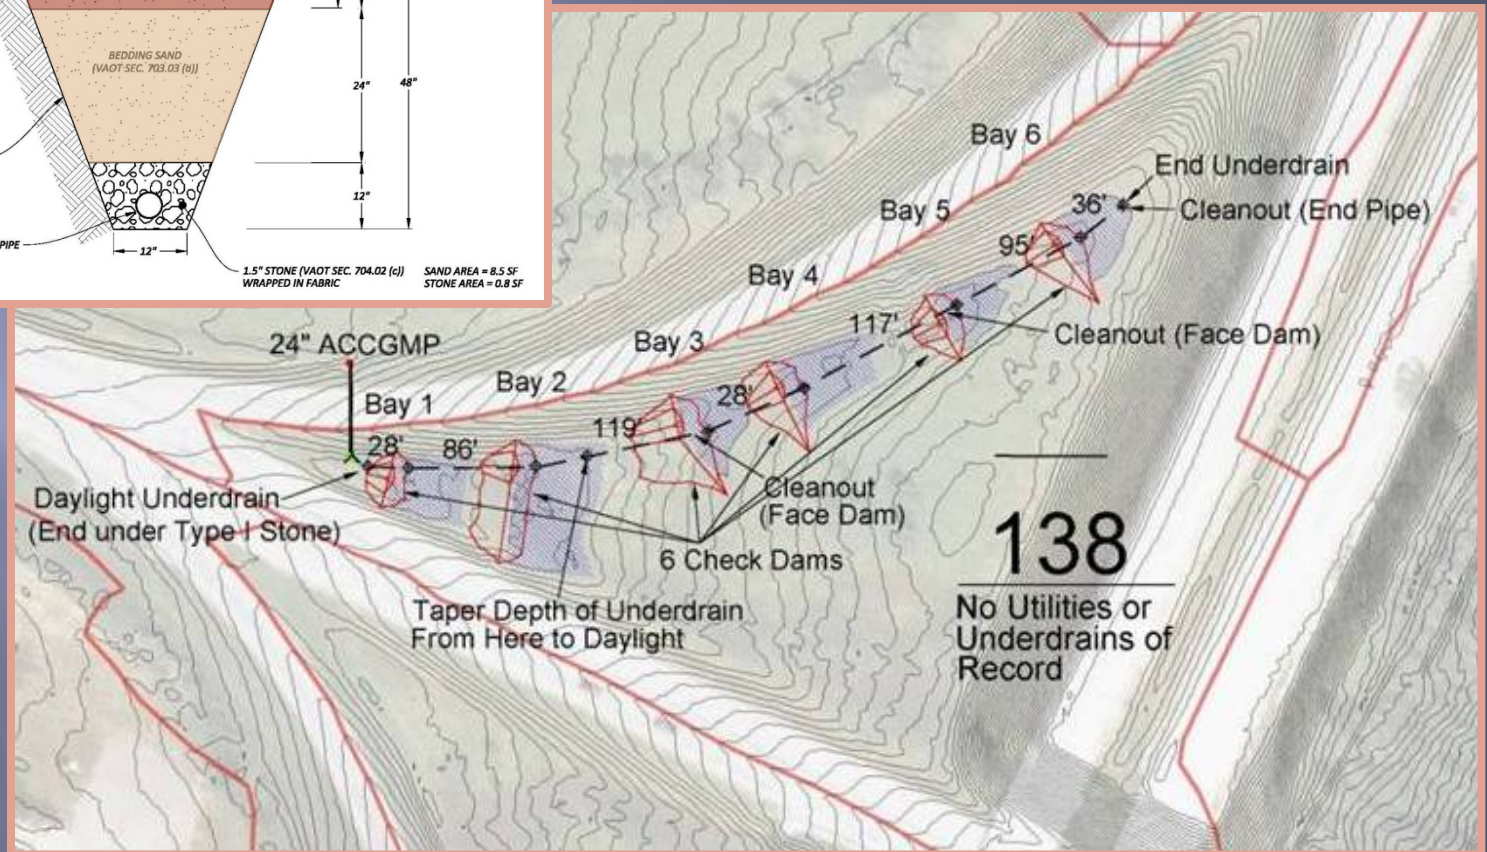 BEDDING SAND
(VAOT SEC. 703.03 (a))
24"
48"
12"
PIPE
12"
1.5" STONE (VAOT SEC. 704.02 (c))
WRAPPED IN FABRIC
SAND AREA = 8.5 SF
STONE AREA = 0.8 SF
Bay 6
End Underdrain
36'
Cleanout (End Pipe)
Bay 5
95'
Bay 4
117'
Cleanout (Face Dam)
24" ACCGMP
Bay 3
Bay 2
28'
Bay 1
119'
28'
86'
Daylight Underdrain
(End under Type I Stone)
Cleanout
(Face Dam)
6 Check Dams
138
Taper Depth of Underdrain
From Here to Daylight
No Utilities or
Underdrains of
Record